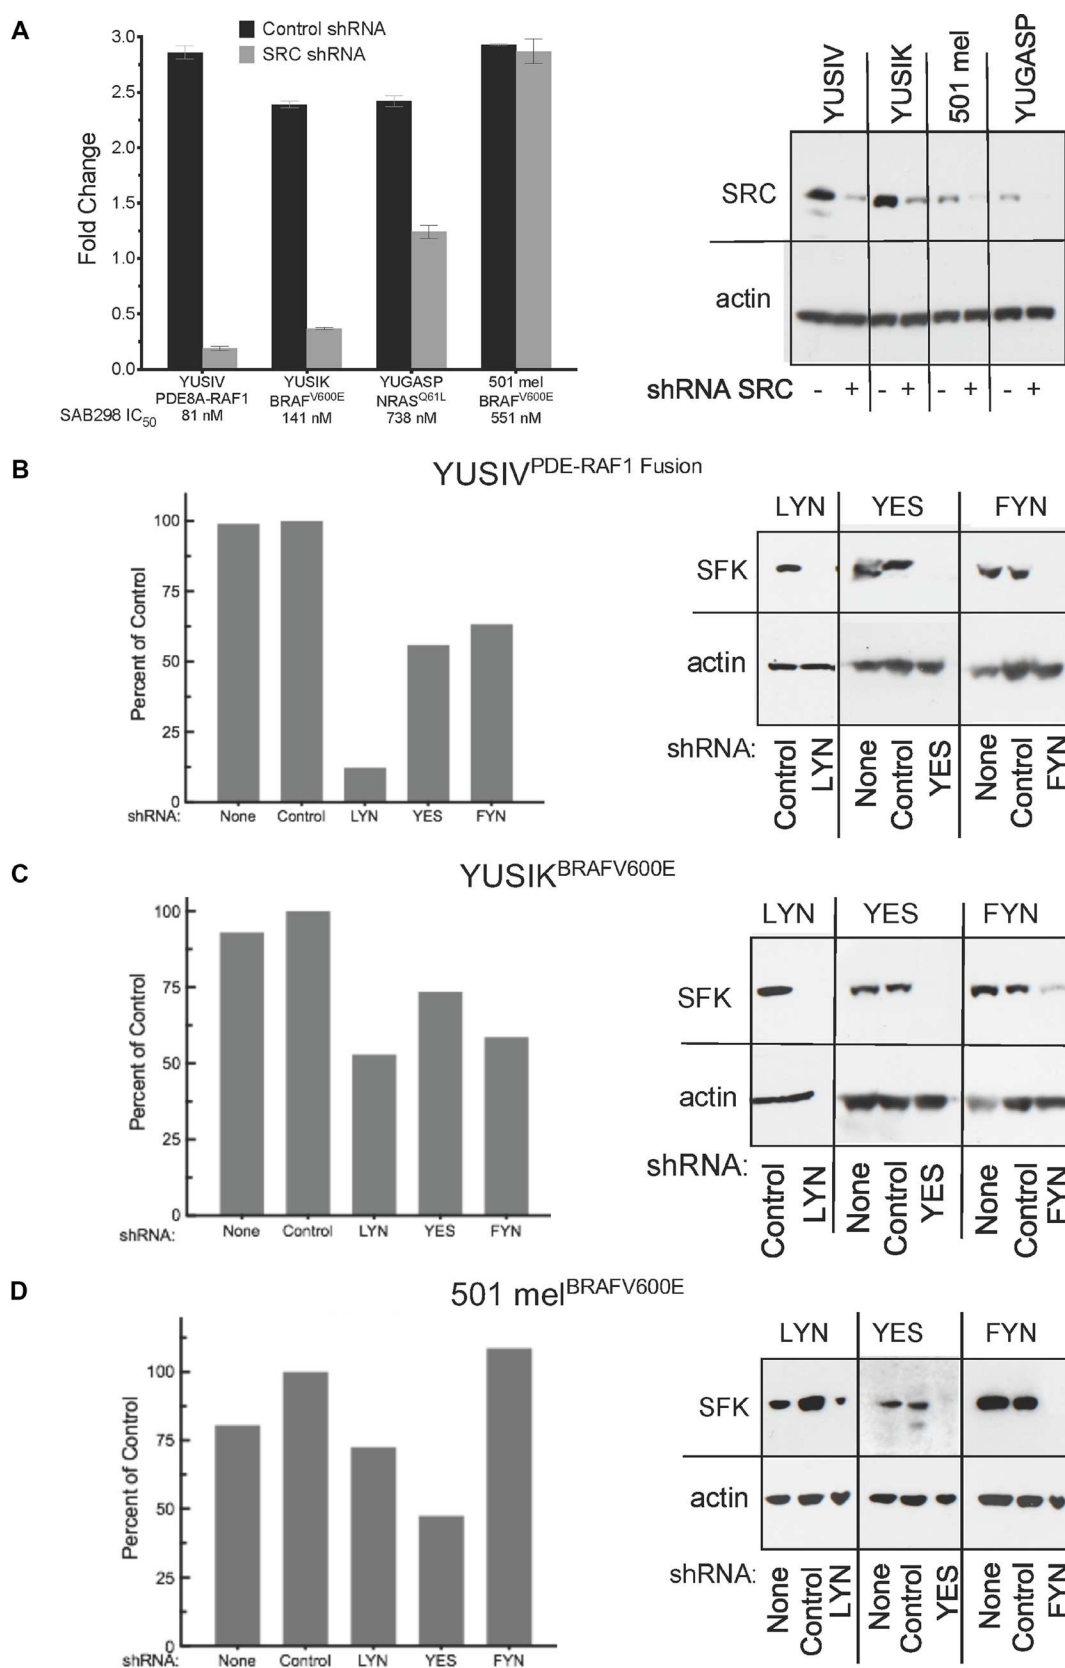 A
Control shRNA
SRC shRNA
Fold Change
3.0
2.5
2.0
1.5
1.0
0.5
0.0
YUSIV YUSIK YUGASP 501 mel
PDE8A-RAF1 BRAFV600E NRASQ61L BRAFV600E
SAB298 IC50 81 nM 141 nM 738 nM 551 nM
YUSIV YUSIK 501 mel YUGASP
SRC
actin
shRNA SRC - + - + - + - +
B
YUSIVPDE-RAF1 Fusion
Percent of Control
100
75
50
25
0
shRNA: None Control LYN YES FYN
LYN YES FYN
SFK
actin
shRNA: Control LYN None Control YES None Control FYN
C
YUSIKBRAFV600E
Percent of Control
100
75
50
25
0
shRNA: None Control LYN YES FYN
LYN YES FYN
SFK
actin
shRNA: Control LYN None Control YES None Control FYN
D
501 melBRAFV600E
Percent of Control
100
75
50
25
0
shRNA: None Control LYN YES FYN
LYN YES FYN
SFK
actin
shRNA: None Control LYN None Control YES None Control FYN